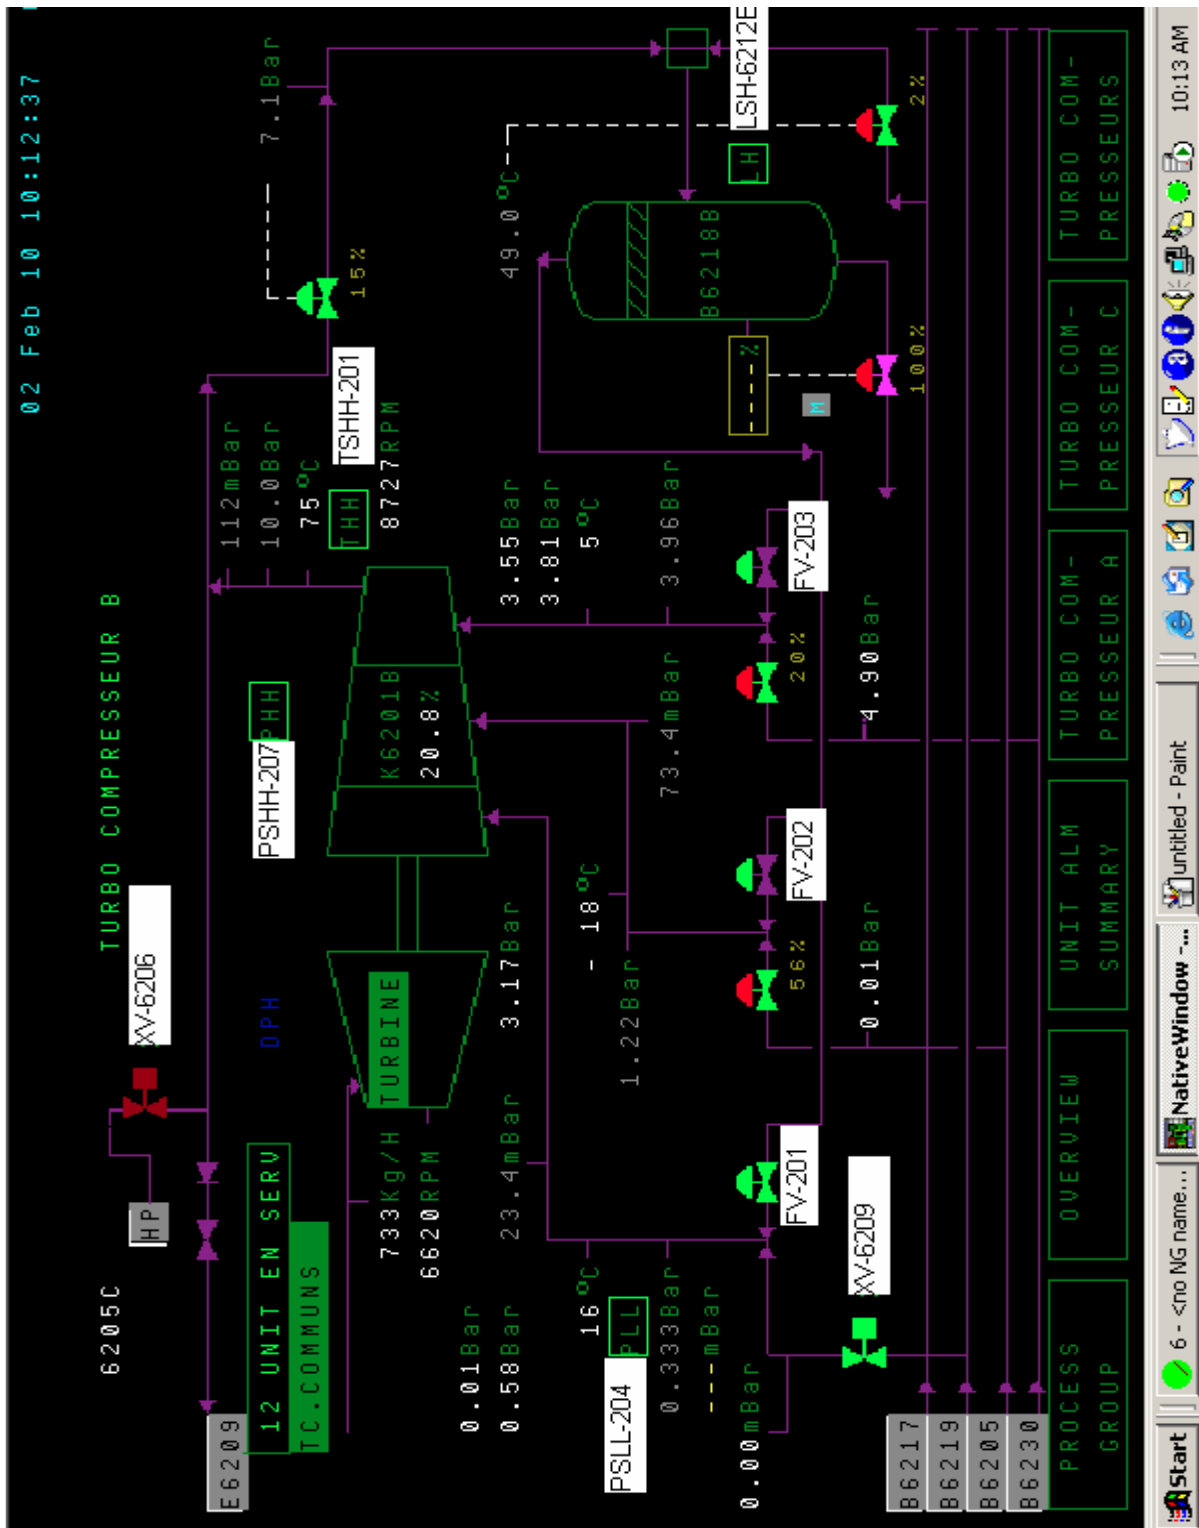 02 Feb 10 10:12:37
TURBO COMPRESSEUR B
6205C
HP
XV-6206
E6209
12 UNIT EN SERV
TC.COMMUNS
DPH
PSHH-207
PHH
112mBar
10.0Bar
75°C
THH
TSHH-201
8727RPM
7.1Bar
15%
TURBINE
K6201B
20.8%
733Kg/H
6620RPM
0.01Bar
0.58Bar
23.4mBar
3.17Bar
3.55Bar
3.81Bar
5°C
3.96Bar
49.0°C
16°C
PLL
PSLL-204
0.333Bar
----mBar
0.00mBar
-18°C
1.22Bar
73.4mBar
B6218B
LH
LSH-6212E
-----%
M
100%
2%
FV-201
FV-202
FV-203
56%
20%
XV-6209
0.01Bar
4.90Bar
B6217
B6219
B6205
B6230
PROCESS
GROUP
OVERVIEW
UNIT ALM
SUMMARY
TURBO COM-
PRESSEUR A
TURBO COM-
PRESSEUR C
TURBO COM-
PRESSEURS
Start
6 - <no NG name...
NativeWindow -...
untitled - Paint
10:13 AM